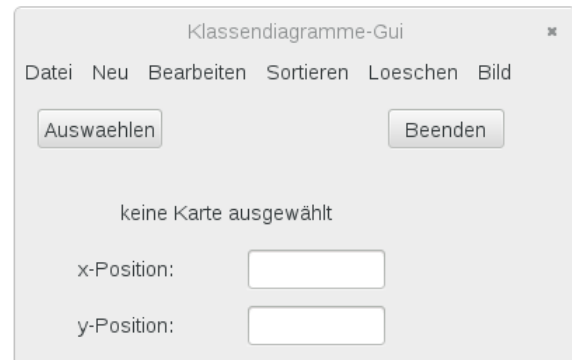 Klassendiagramme-Gui
Datei Neu Bearbeiten Sortieren Loeschen Bild
Auswaehlen Beenden
keine Karte ausgewählt
x-Position:
y-Position: